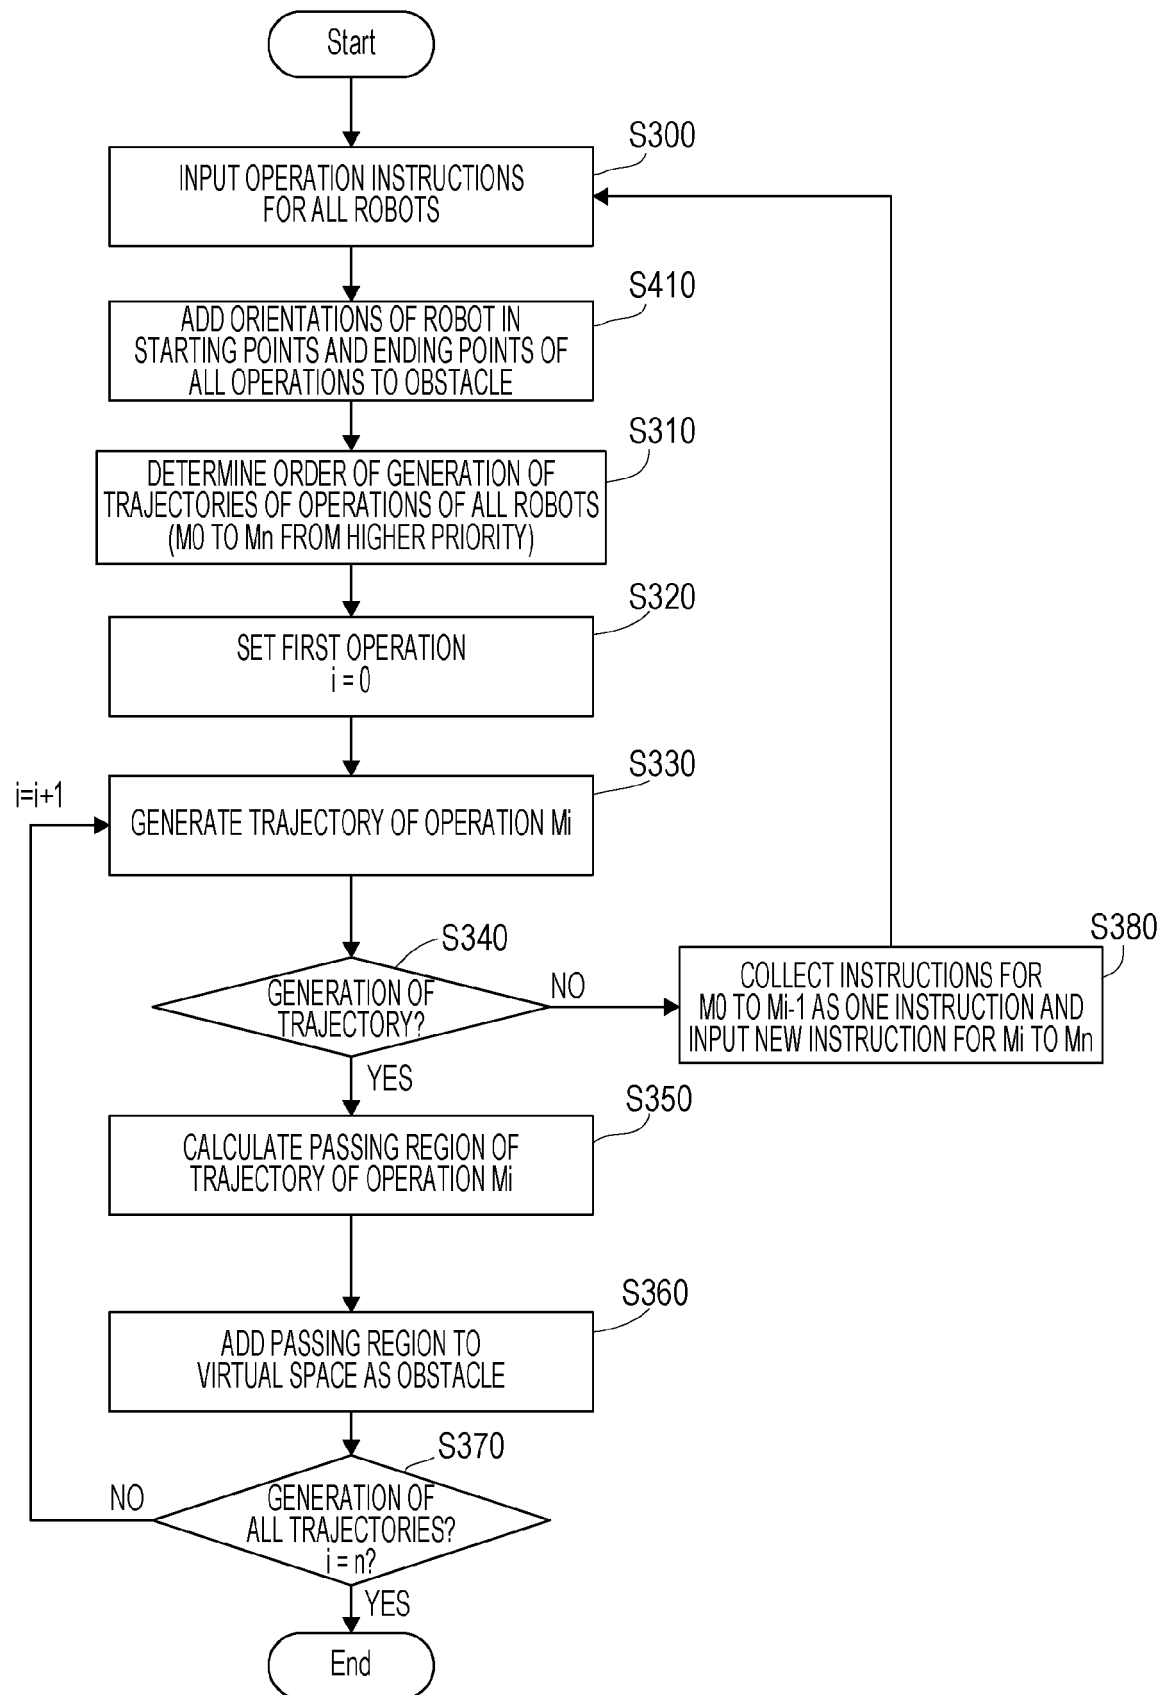 Start
S300
INPUT OPERATION INSTRUCTIONS
FOR ALL ROBOTS
S410
ADD ORIENTATIONS OF ROBOT IN
STARTING POINTS AND ENDING POINTS OF
ALL OPERATIONS TO OBSTACLE
S310
DETERMINE ORDER OF GENERATION OF
TRAJECTORIES OF OPERATIONS OF ALL ROBOTS
(M0 TO Mn FROM HIGHER PRIORITY)
S320
SET FIRST OPERATION
i = 0
S330
i=i+1
GENERATE TRAJECTORY OF OPERATION Mi
S340
GENERATION OF
TRAJECTORY?
NO
YES
S380
COLLECT INSTRUCTIONS FOR
M0 TO Mi-1 AS ONE INSTRUCTION AND
INPUT NEW INSTRUCTION FOR Mi TO Mn
S350
CALCULATE PASSING REGION OF
TRAJECTORY OF OPERATION Mi
S360
ADD PASSING REGION TO
VIRTUAL SPACE AS OBSTACLE
S370
NO
GENERATION OF
ALL TRAJECTORIES?
i = n?
YES
End